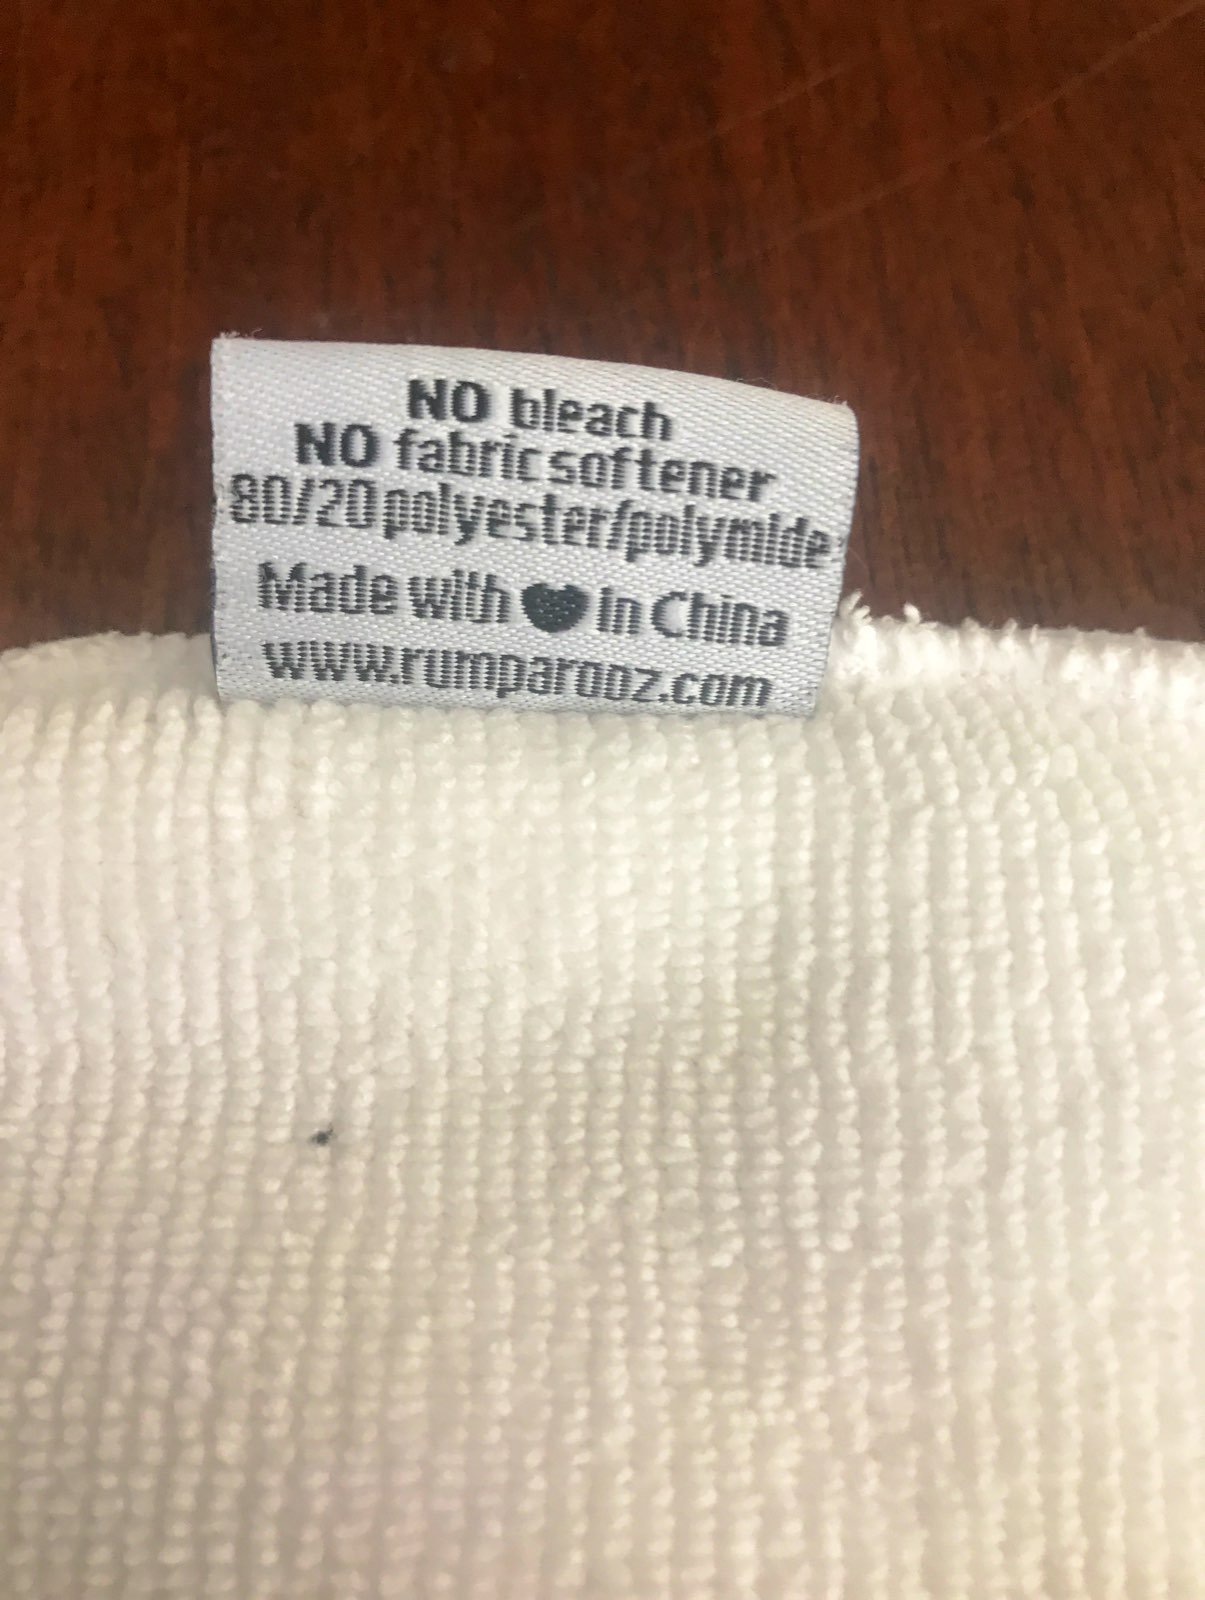 NO bleach
NO fabric softener
80/20 polyester/polymide
Made with ♥ in China
www.rumparooz.com